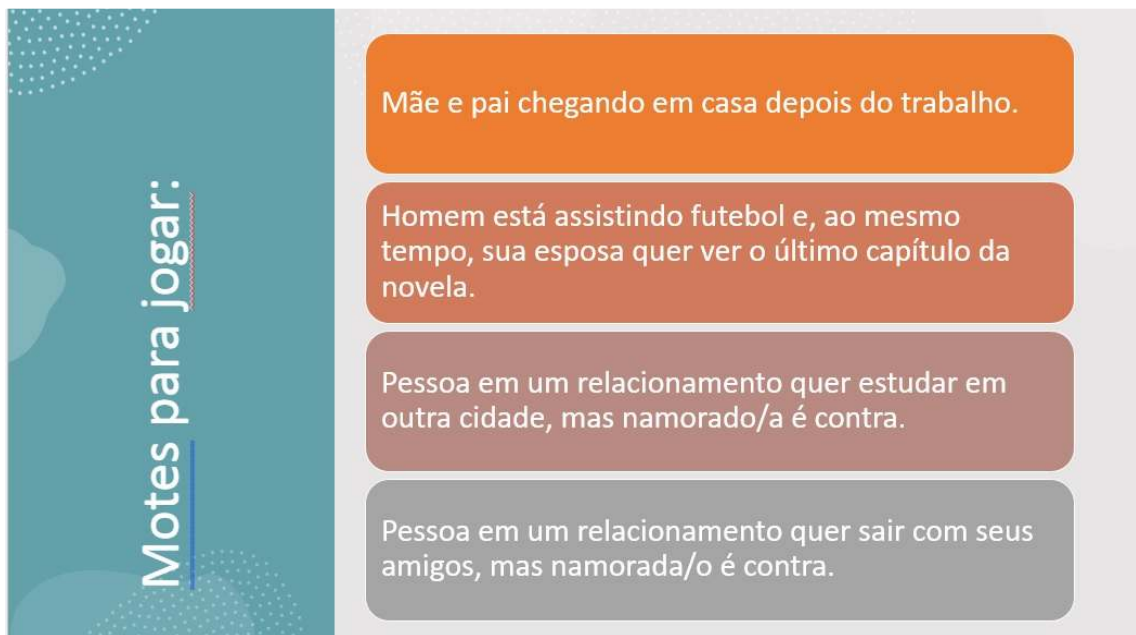 Motes para jogar:
Mãe e pai chegando em casa depois do trabalho.
Homem está assistindo futebol e, ao mesmo
tempo, sua esposa quer ver o último capítulo da
novela.
Pessoa em um relacionamento quer estudar em
outra cidade, mas namorado/a é contra.
Pessoa em um relacionamento quer sair com seus
amigos, mas namorada/o é contra.